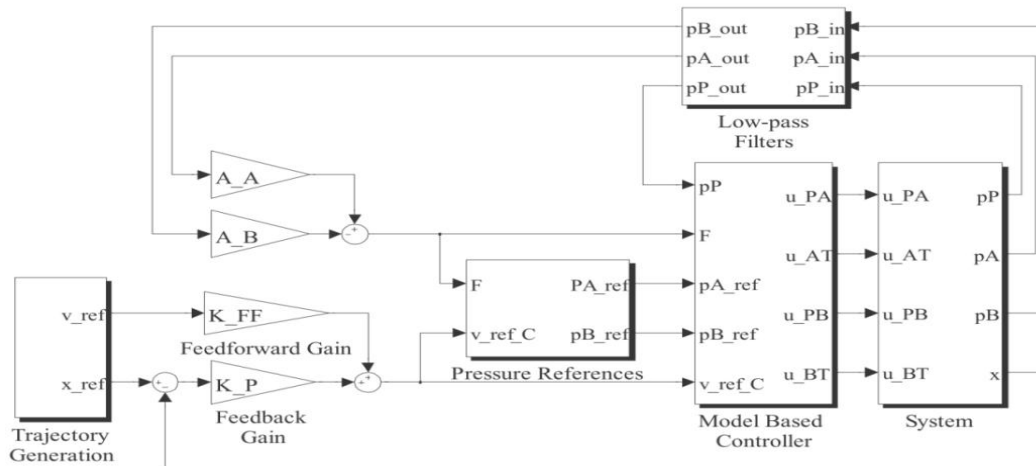 pB_out pB_in
pA_out pA_in
pP_out pP_in
Low-pass
Filters
A_A
A_B
pP
F
pA_ref
pB_ref
v_ref_C
u_PA
u_AT
u_PB
u_BT
Model Based
Controller
u_PA pP
u_AT pA
u_PB pB
u_BT x
System
F PA_ref
v_ref_C pB_ref
Pressure References
v_ref
x_ref
Trajectory
Generation
K_FF
Feedforward Gain
K_P
Feedback
Gain